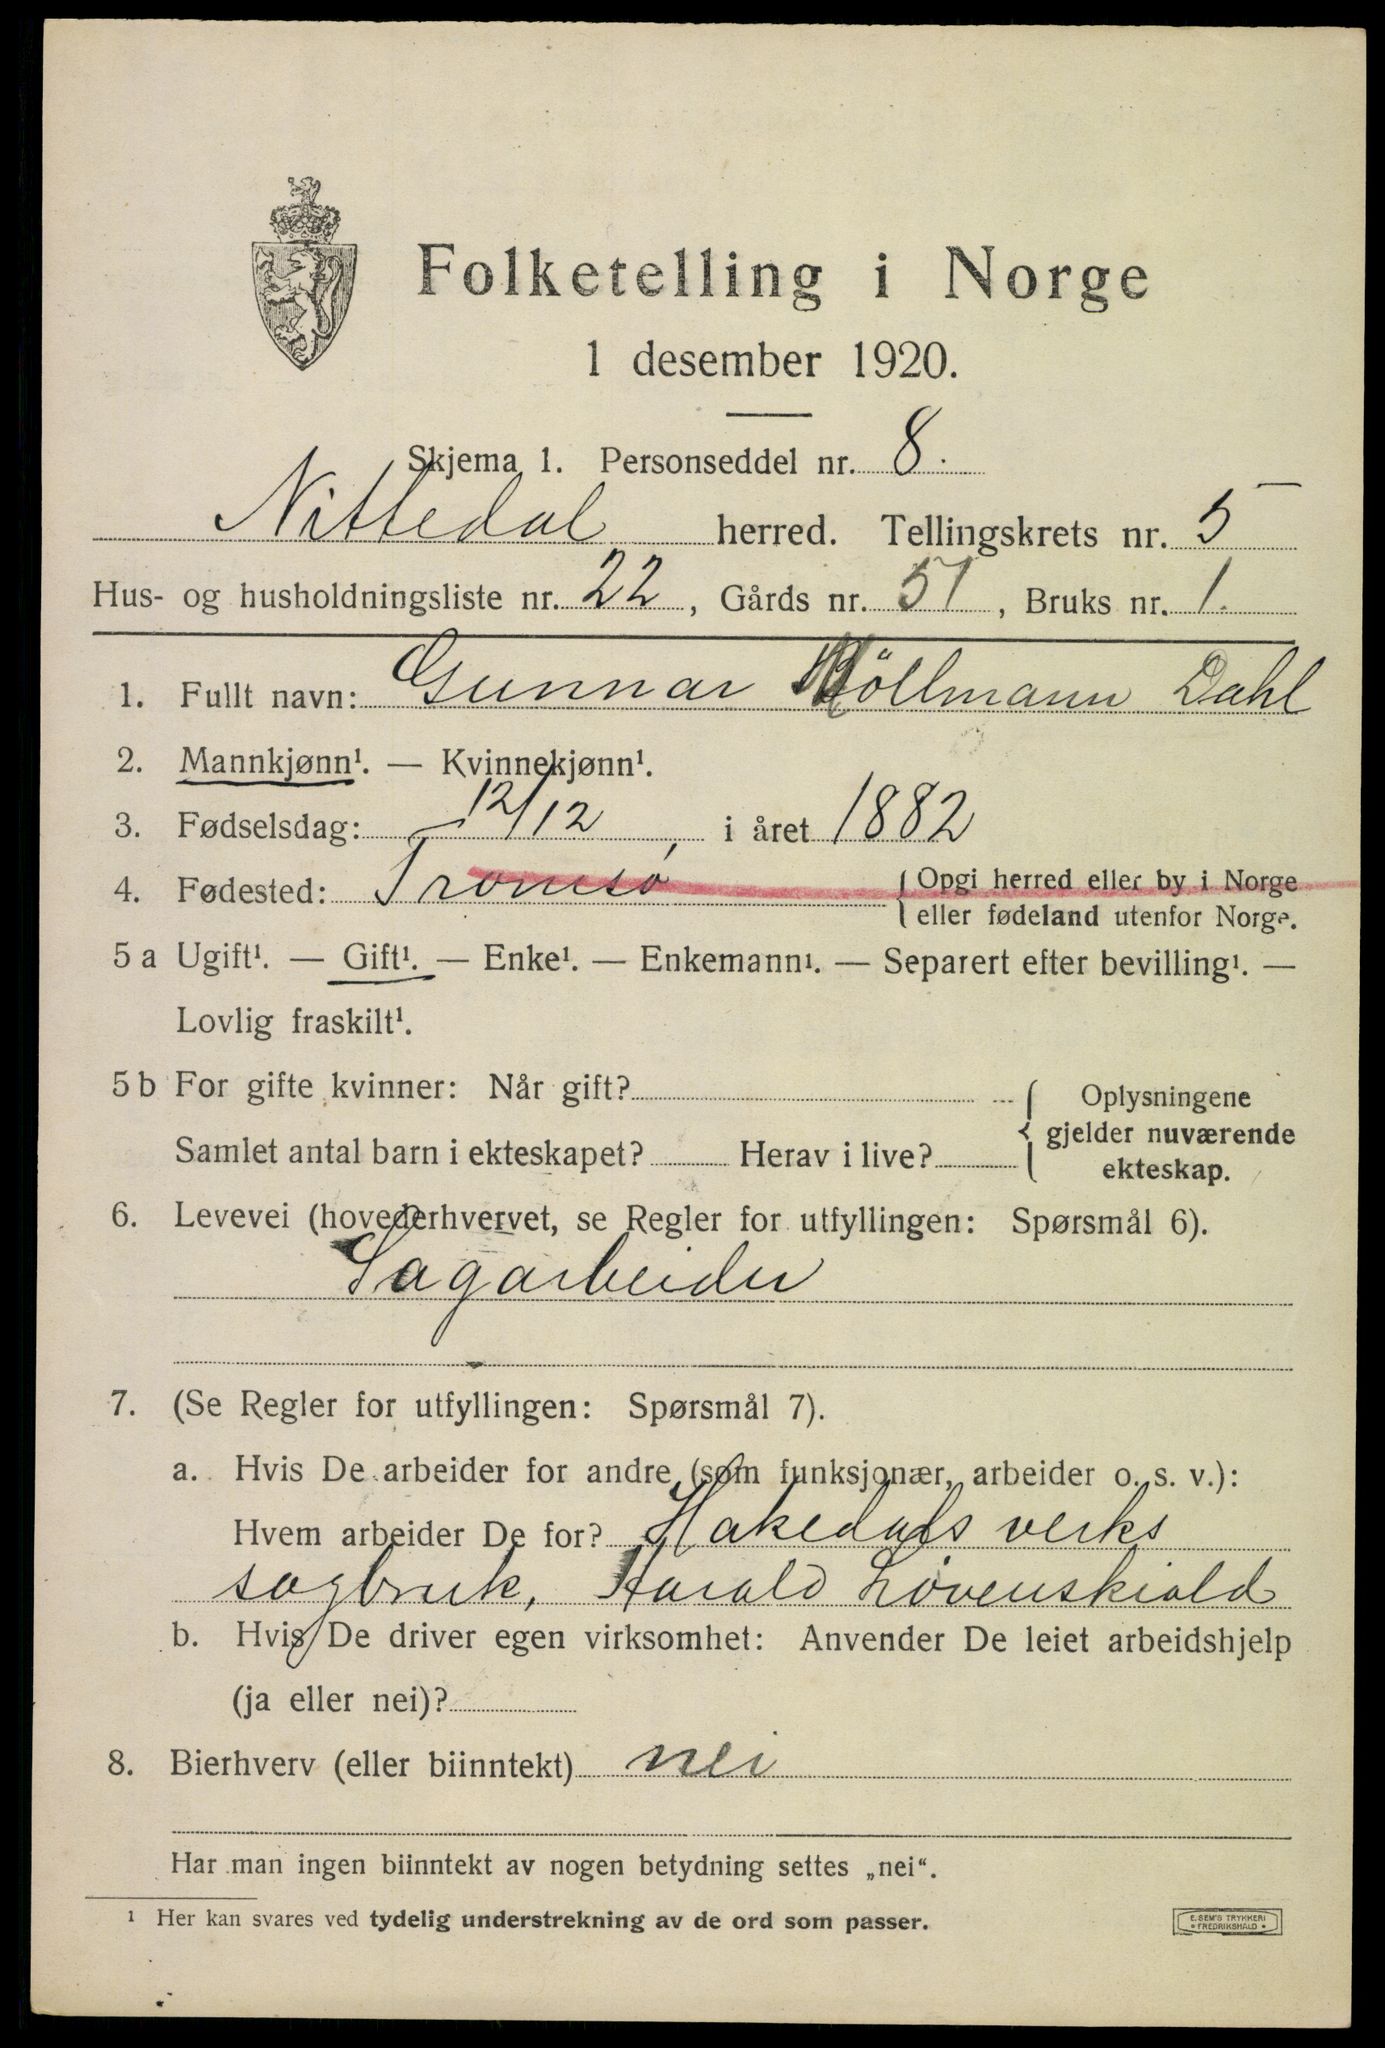 Folketelling i Norge
1 desember 1920.
Skjema 1. Personseddel nr. 8.
Nittedal herred. Tellingskrets nr. 5
Hus- og husholdningsliste nr. 22, Gårds nr. 51, Bruks nr. 1.
1. Fullt navn: Gunnar Möllmann Dahl
2. Mannkjønn¹. — Kvinnekjønn¹.
3. Fødselsdag: 12/12, i året 1882
4. Fødested: Tromsø { Opgi herred eller by i Norge
eller fødeland utenfor Norge.
5 a Ugift¹. — Gift¹. — Enke¹. — Enkemann¹. — Separert efter bevilling¹. —
Lovlig fraskilt¹.
5 b For gifte kvinner: Når gift? { Oplysningene
gjelder nuværende
Samlet antal barn i ekteskapet? Herav i live?
ekteskap.
6. Levevei (hovederhvervet, se Regler for utfyllingen: Spørsmål 6).
Sagarbeider
7. (Se Regler for utfyllingen: Spørsmål 7).
a. Hvis De arbeider for andre (som funksjonær, arbeider o. s. v.):
Hvem arbeider De for? Hakedals verks
sagbruk, Harald Løvenskiold
b. Hvis De driver egen virksomhet: Anvender De leiet arbeidshjelp
(ja eller nei)?
8. Bierhverv (eller biinntekt) nei
Har man ingen biinntekt av nogen betydning settes „nei“.
¹ Her kan svares ved tydelig understrekning av de ord som passer.
E. SEM'S TRYKKERI
• FREDRIKSHALD •